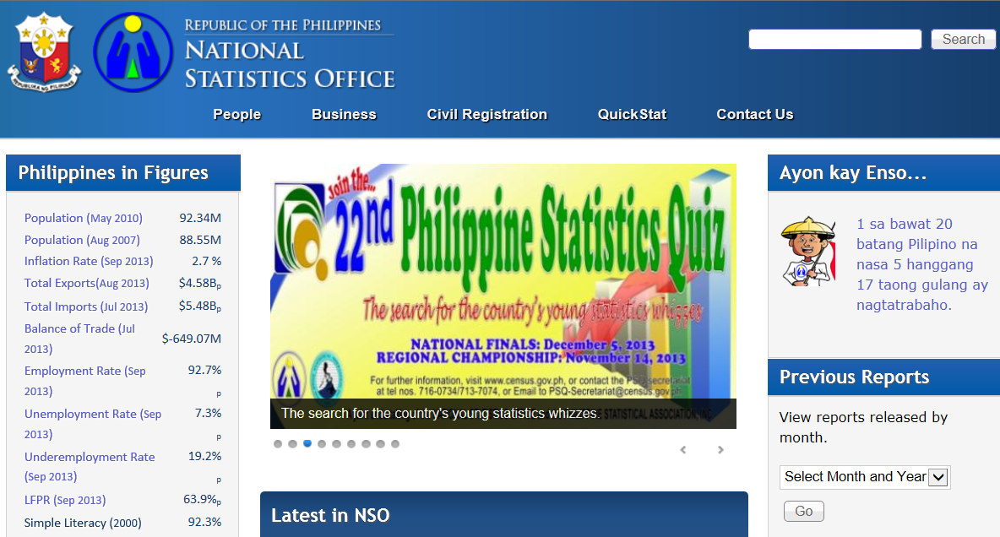 REPUBLIC OF THE PHILIPPINES
NATIONAL
STATISTICS OFFICE
REPUBLIKA NG PILIPINAS
Search
People Business Civil Registration QuickStat Contact Us
Philippines in Figures
Population (May 2010) 92.34M
Population (Aug 2007) 88.55M
Inflation Rate (Sep 2013) 2.7 %
Total Exports(Aug 2013) $4.58Bp
Total Imports (Jul 2013) $5.48Bp
Balance of Trade (Jul
2013) $-649.07M
Employment Rate (Sep 92.7%
2013) p
Unemployment Rate (Sep 7.3%
2013) p
Underemployment Rate 19.2%
(Sep 2013) p
LFPR (Sep 2013) 63.9%p
Simple Literacy (2000) 92.3%
Join the...
22nd Philippine Statistics Quiz
The search for the country's young statistics whizzes
NATIONAL FINALS: December 5, 2013
REGIONAL CHAMPIONSHIP: November 14, 2013
For further information, visit www.census.gov.ph, or contact the PSQ secretariat
at tel nos. 716-0734/713-7074, or Email to PSQ-Secretariat@census.gov.ph
STATISTICAL ASSOCIATION, INC
The search for the country's young statistics whizzes.
Latest in NSO
Ayon kay Enso...
1 sa bawat 20
batang Pilipino na
nasa 5 hanggang
17 taong gulang ay
nagtatrabaho.
Previous Reports
View reports released by
month.
Select Month and Year
Go